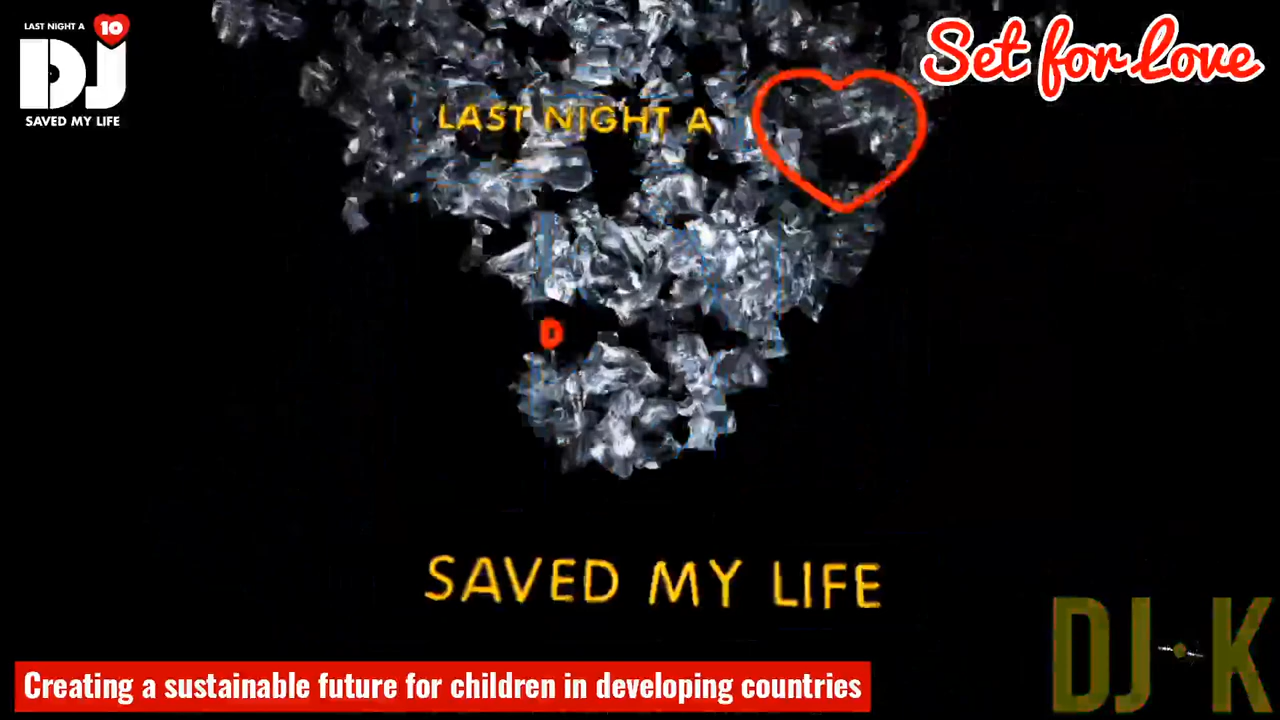 LAST NIGHT A 10
DJ
SAVED MY LIFE
Set for Love
LAST NIGHT A
D
SAVED MY LIFE
DJ K
Creating a sustainable future for children in developing countries